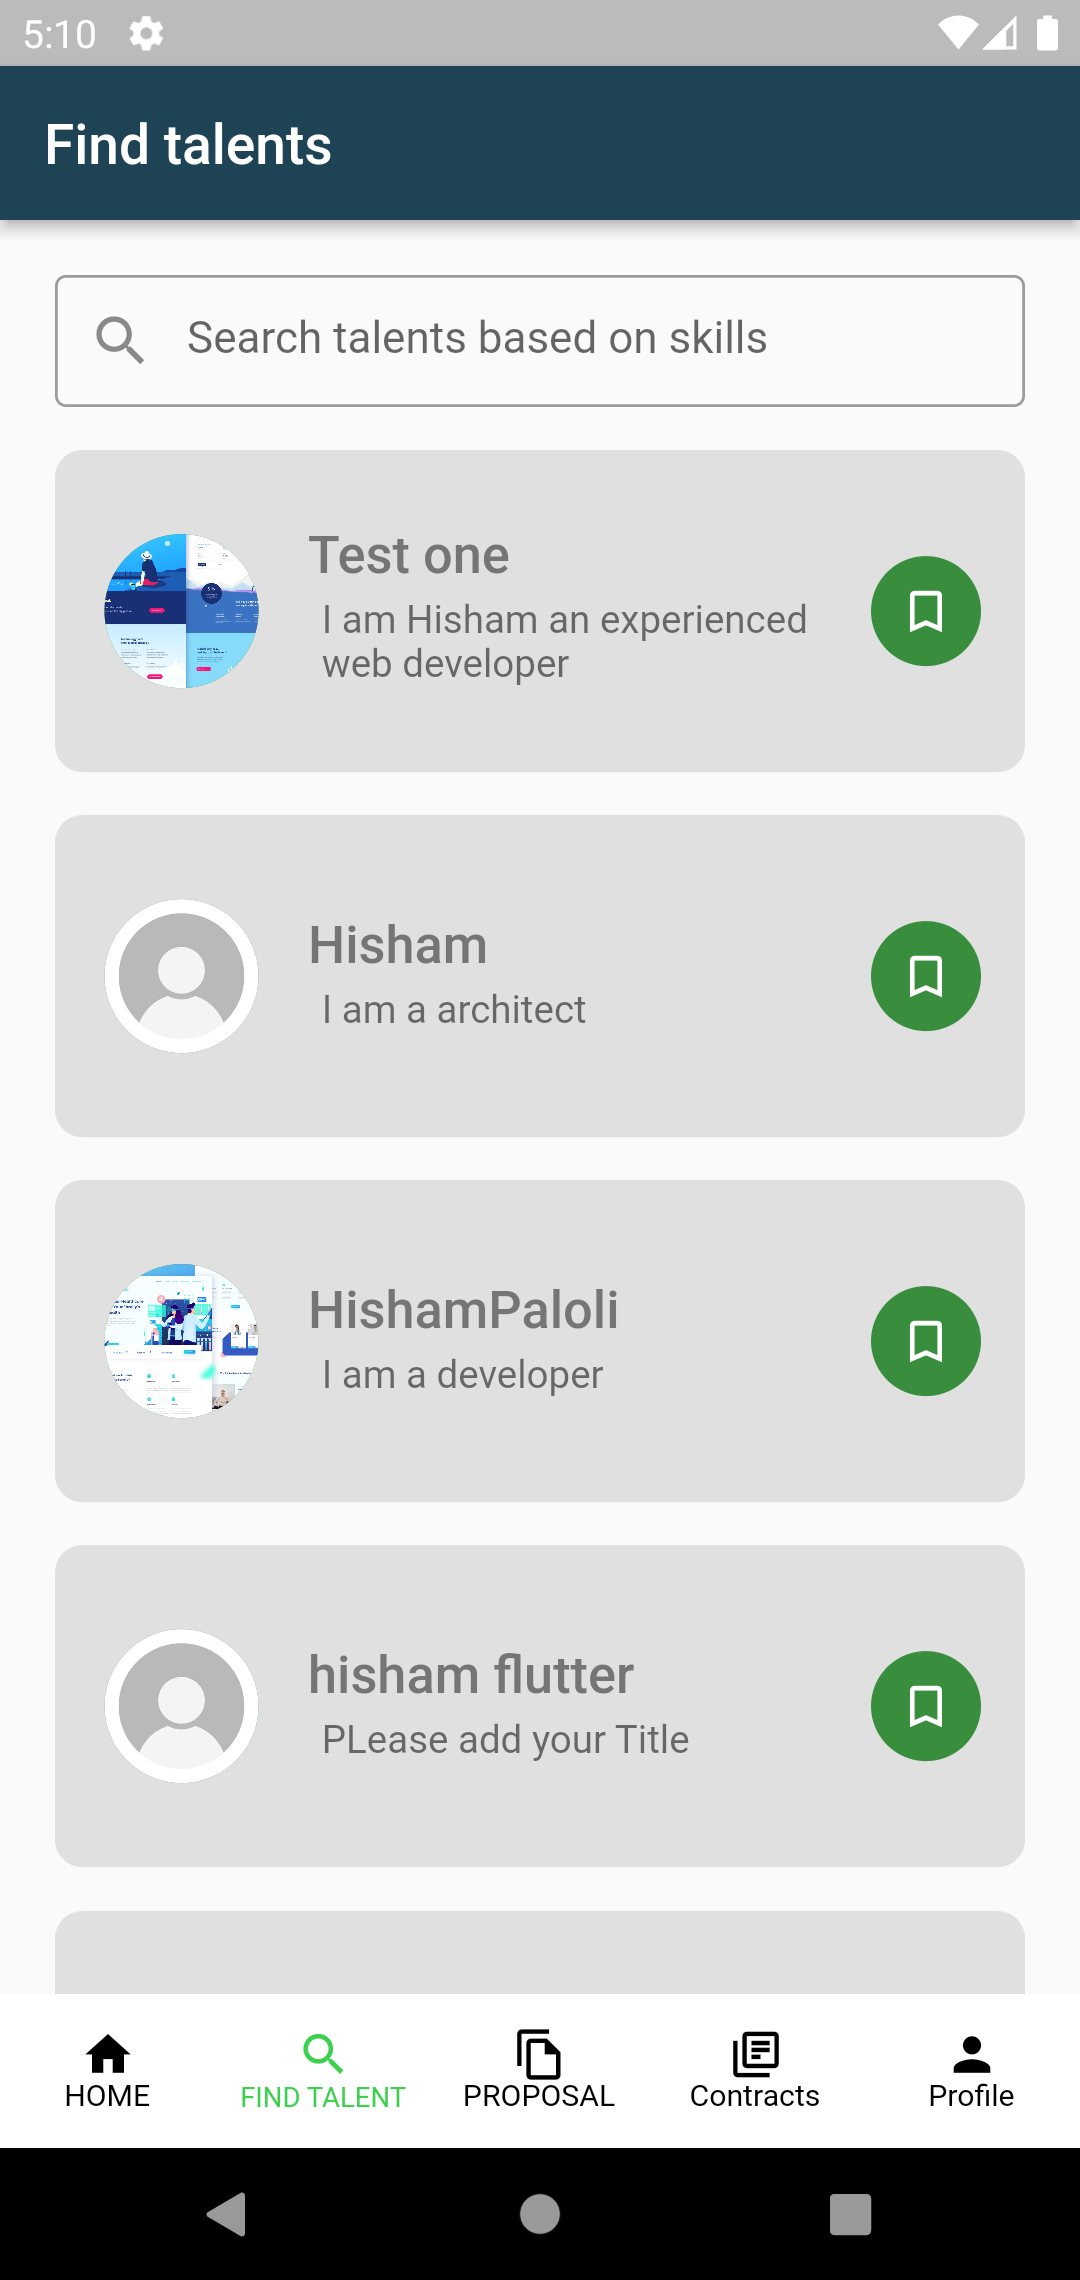 5:10
Find talents
Search talents based on skills
Test one
I am Hisham an experienced
web developer
Hisham
I am a architect
HishamPaloli
I am a developer
hisham flutter
PLease add your Title
HOME
FIND TALENT
PROPOSAL
Contracts
Profile